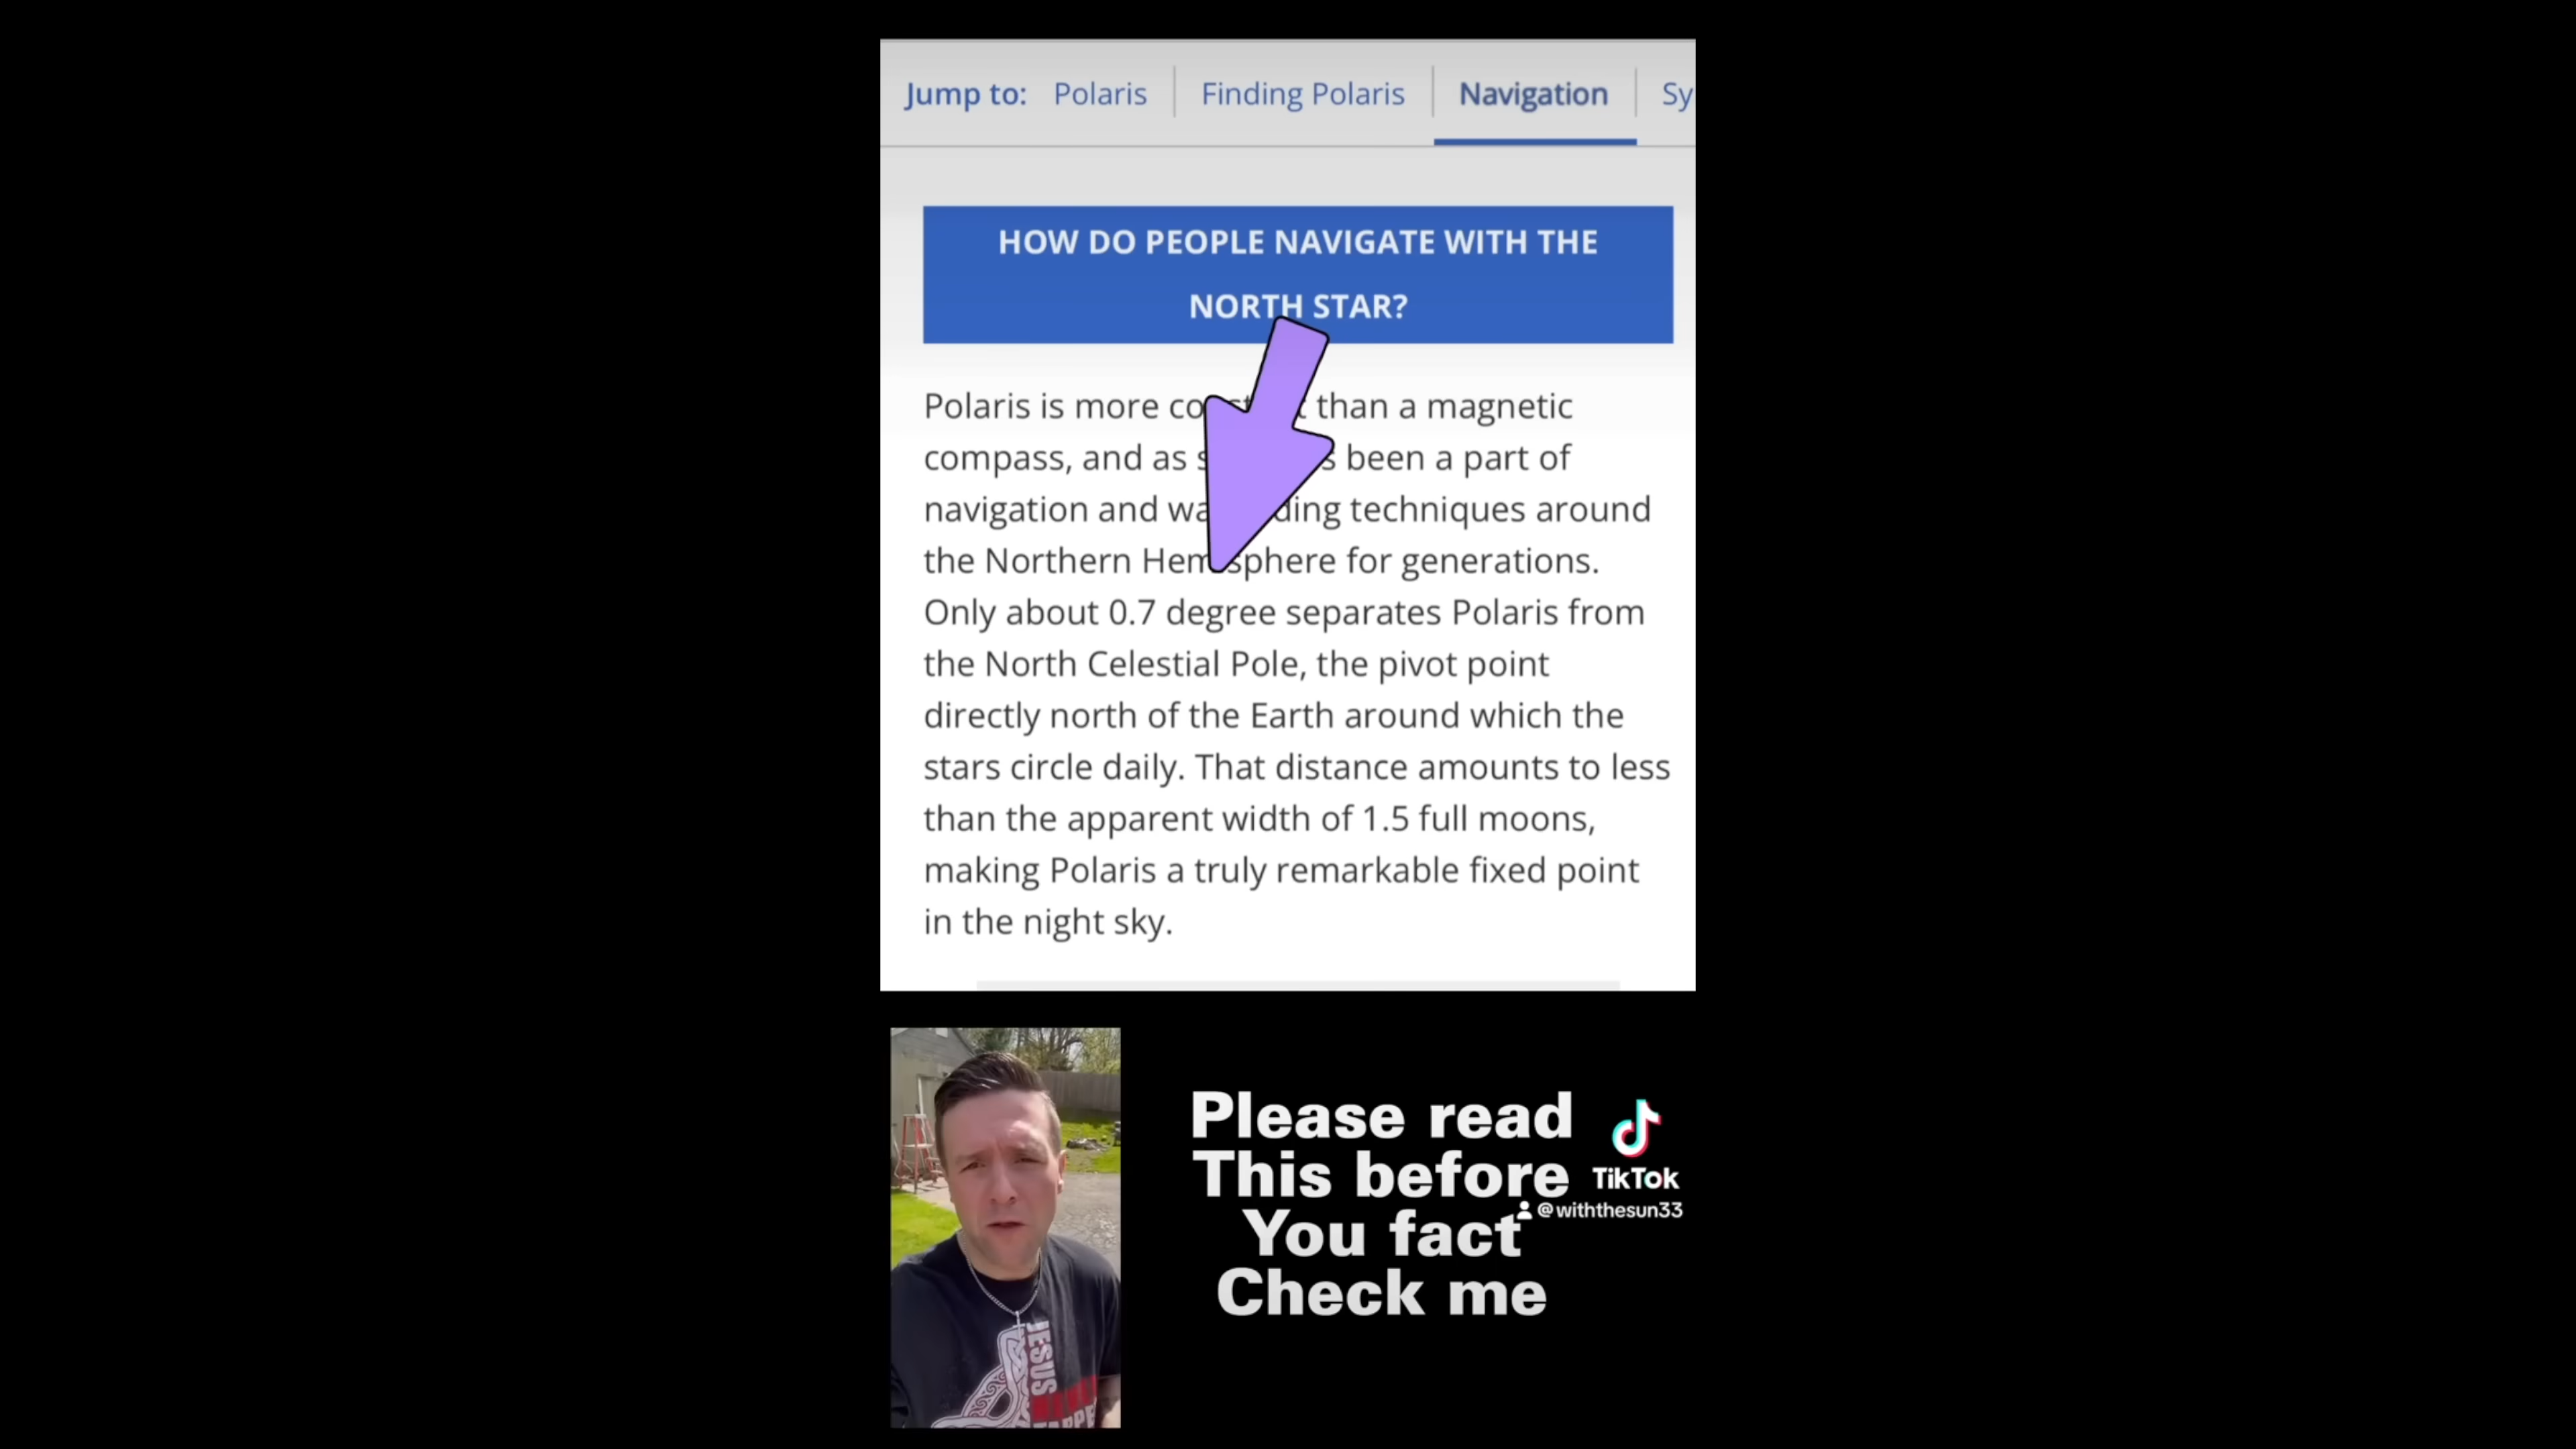 Jump to: Polaris Finding Polaris Navigation Sy
HOW DO PEOPLE NAVIGATE WITH THE
NORTH STAR?
Polaris is more than a magnetic
compass, and as been a part of
navigation and techniques around
the Northern Hemisphere for generations.
Only about 0.7 degree separates Polaris from
the North Celestial Pole, the pivot point
directly north of the Earth around which the
stars circle daily. That distance amounts to less
than the apparent width of 1.5 full moons,
making Polaris a truly remarkable fixed point
in the night sky.
Please read
This before
You fact
Check me
TikTok
@withthesun33
JESUS